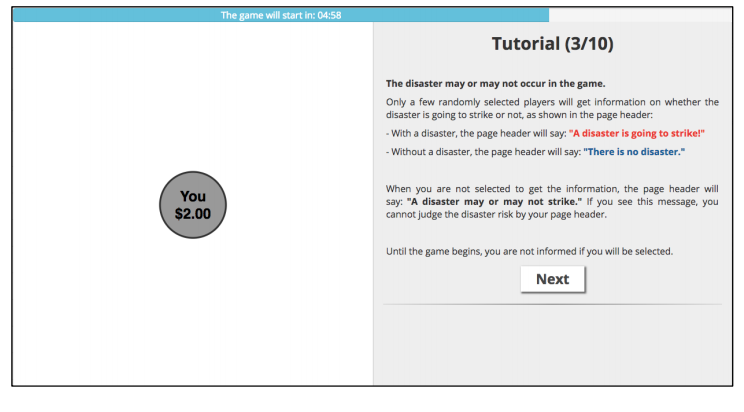 The game will start in: 04:58
Tutorial (3/10)
The disaster may or may not occur in the game.
Only a few randomly selected players will get information on whether the
disaster is going to strike or not, as shown in the page header:
- With a disaster, the page header will say: "A disaster is going to strike!"
- Without a disaster, the page header will say: "There is no disaster."
You
$2.00
When you are not selected to get the information, the page header will
say: "A disaster may or may not strike." If you see this message, you
cannot judge the disaster risk by your page header.
Until the game begins, you are not informed if you will be selected.
Next